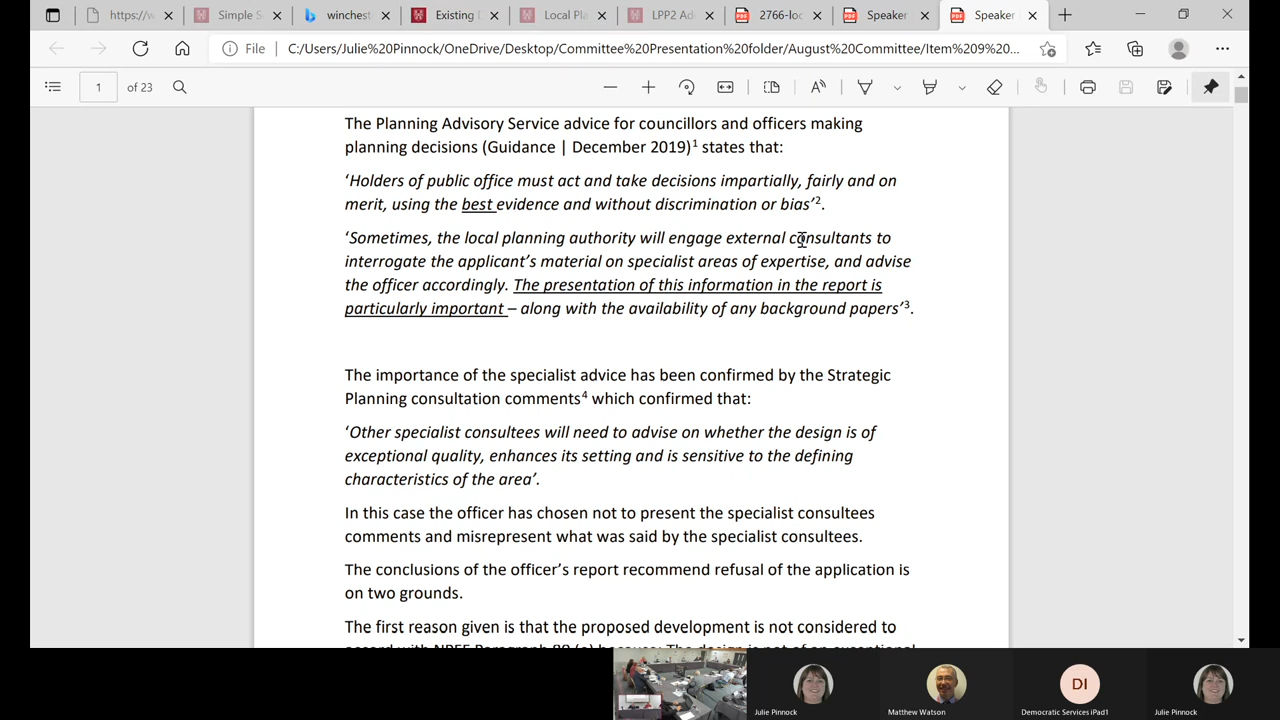 https://w
Simple S
winchest
Existing
Local Pla
LPP2 Ad
2766-loc
Speaker
Speaker
File
C:/Users/Julie%20Pinnock/OneDrive/Desktop/Committee%20Presentation%20folder/August%20Committee/Item%209%20...
1 of 23
The Planning Advisory Service advice for councillors and officers making
planning decisions (Guidance | December 2019)¹ states that:
‘Holders of public office must act and take decisions impartially, fairly and on
merit, using the best evidence and without discrimination or bias’².
‘Sometimes, the local planning authority will engage external consultants to
interrogate the applicant’s material on specialist areas of expertise, and advise
the officer accordingly. The presentation of this information in the report is
particularly important – along with the availability of any background papers’³.
The importance of the specialist advice has been confirmed by the Strategic
Planning consultation comments⁴ which confirmed that:
‘Other specialist consultees will need to advise on whether the design is of
exceptional quality, enhances its setting and is sensitive to the defining
characteristics of the area’.
In this case the officer has chosen not to present the specialist consultees
comments and misrepresent what was said by the specialist consultees.
The conclusions of the officer’s report recommend refusal of the application is
on two grounds.
The first reason given is that the proposed development is not considered to
DI
Julie Pinnock
Matthew Watson
Democratic Services iPad1
Julie Pinnock